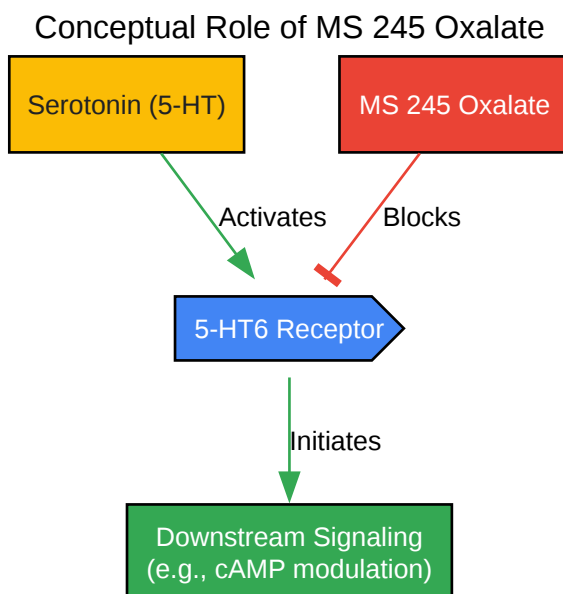 Conceptual Role of MS 245 Oxalate
Serotonin (5-HT)
MS 245 Oxalate
Activates
Blocks
5-HT6 Receptor
Initiates
Downstream Signaling
(e.g., cAMP modulation)